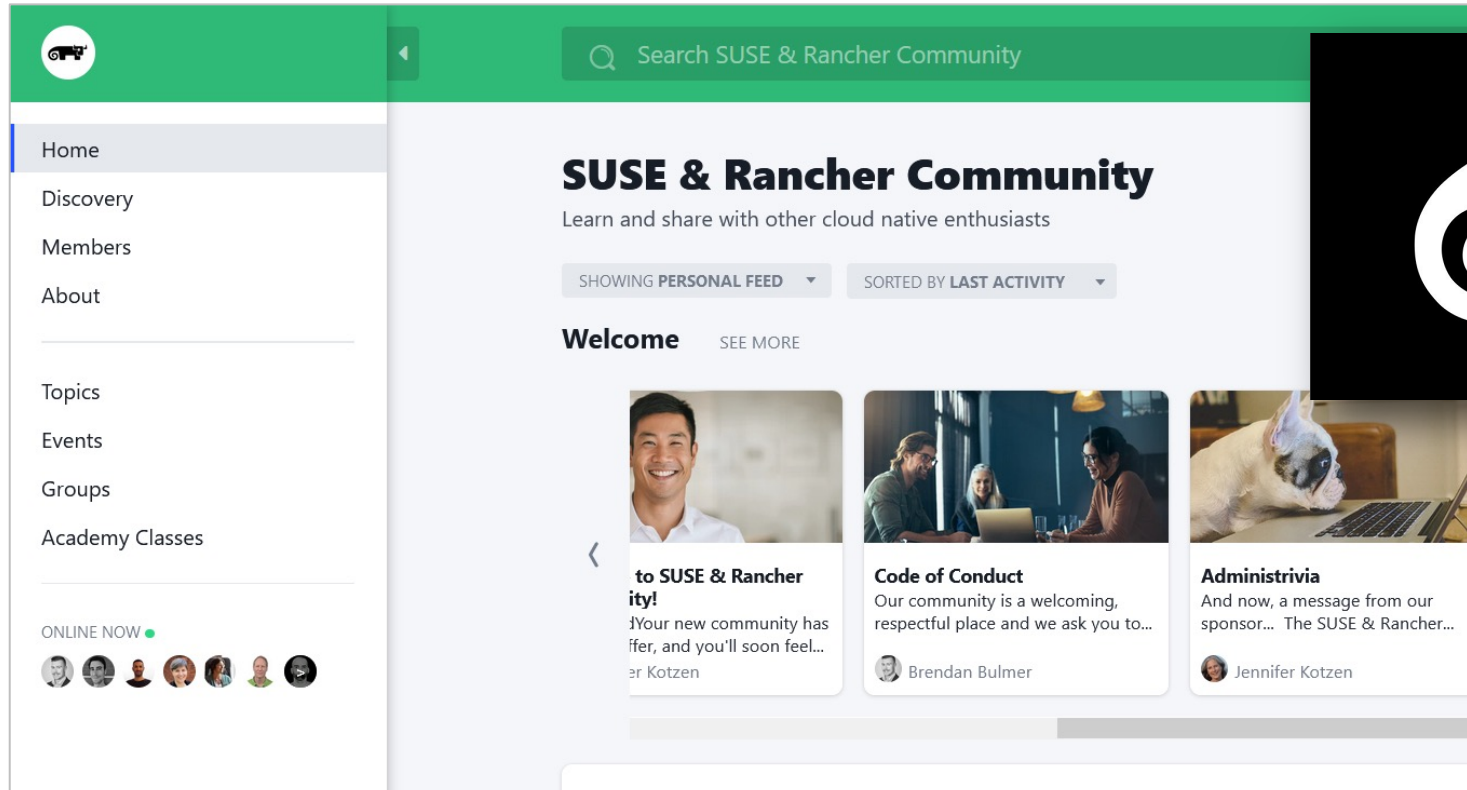 Search SUSE & Rancher Community
Home
Discovery
Members
About
Topics
Events
Groups
Academy Classes
ONLINE NOW
SUSE & Rancher Community
Learn and share with other cloud native enthusiasts
SHOWING PERSONAL FEED
SORTED BY LAST ACTIVITY
Welcome
SEE MORE
to SUSE & Rancher
ity!
dYour new community has
ffer, and you'll soon feel...
er Kotzen
Code of Conduct
Our community is a welcoming,
respectful place and we ask you to...
Brendan Bulmer
Administrivia
And now, a message from our
sponsor... The SUSE & Rancher...
Jennifer Kotzen